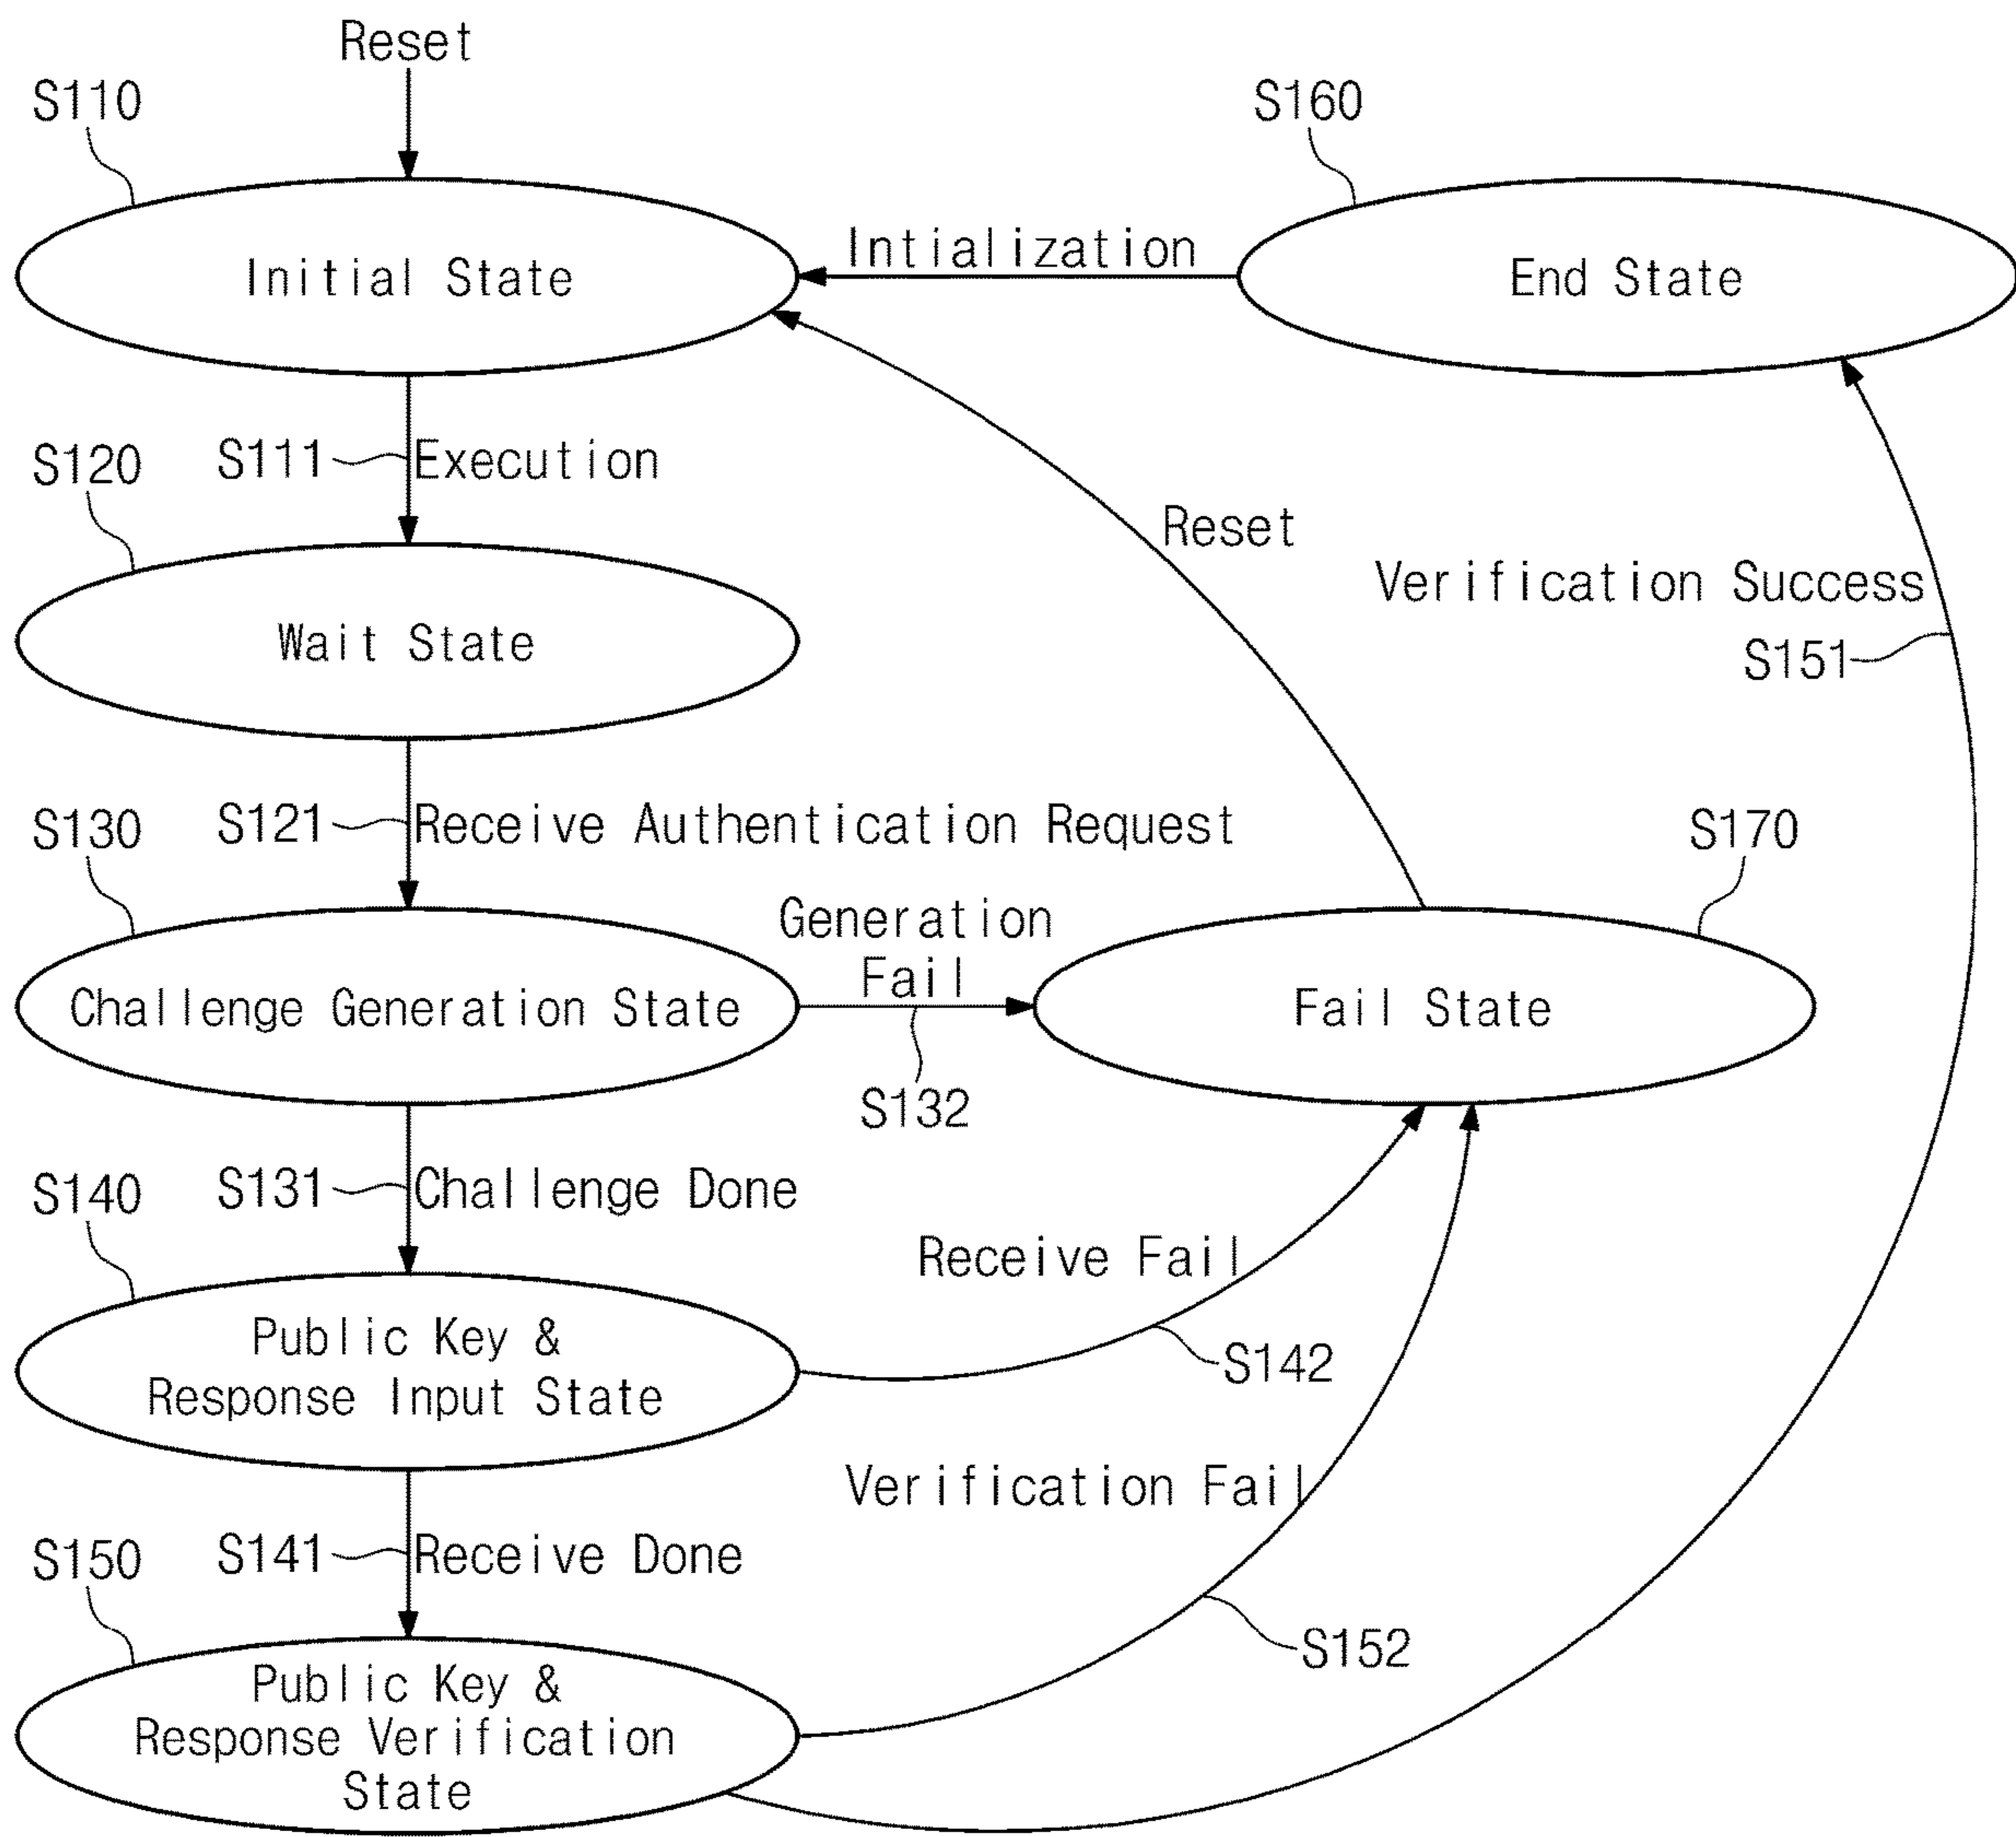 Reset
S110
S160
Initial State
Intialization
End State
S120
S111
Execution
Reset
Verification Success
S151
Wait State
S130
S121
Receive Authentication Request
S170
Generation
Fail
Challenge Generation State
Fail State
S132
S140
S131
Challenge Done
Receive Fail
Public Key &
Response Input State
S142
Verification Fail
S150
S141
Receive Done
S152
Public Key &
Response Verification
State